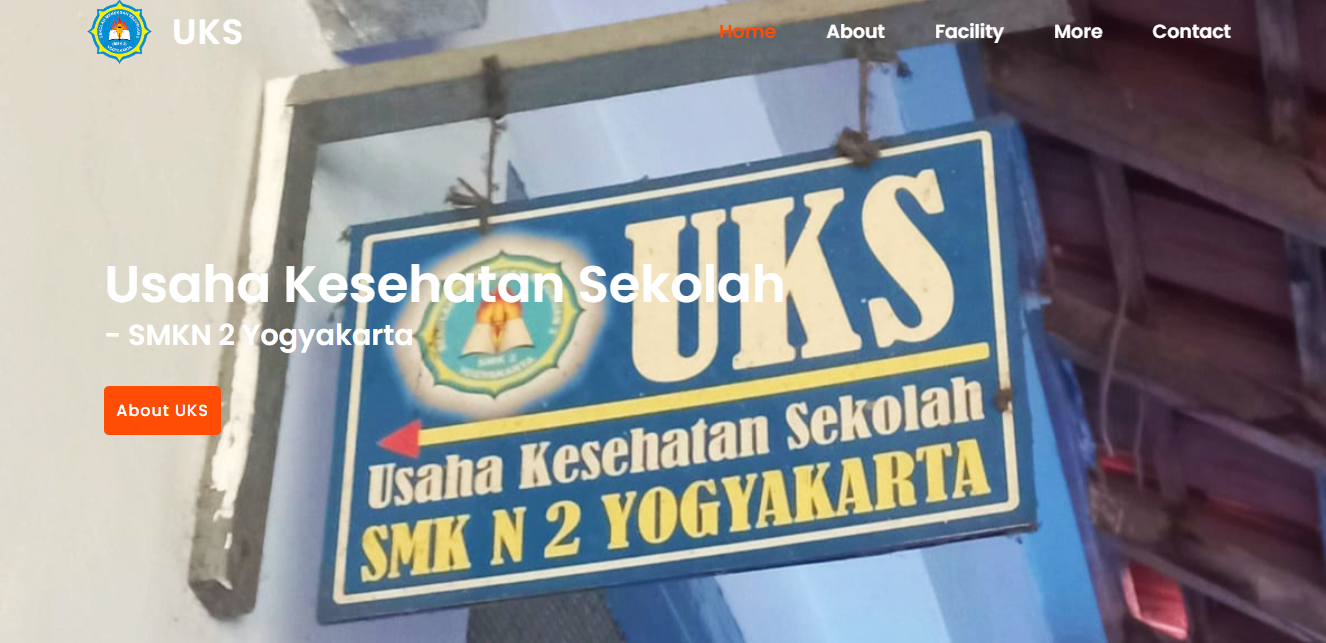 UKS
Home About Facility More Contact
Usaha Kesehatan Sekolah
- SMKN 2 Yogyakarta
About UKS
UKS
SMK 2
YOGYAKARTA
Usaha Kesehatan Sekolah
SMK N 2 YOGYAKARTA